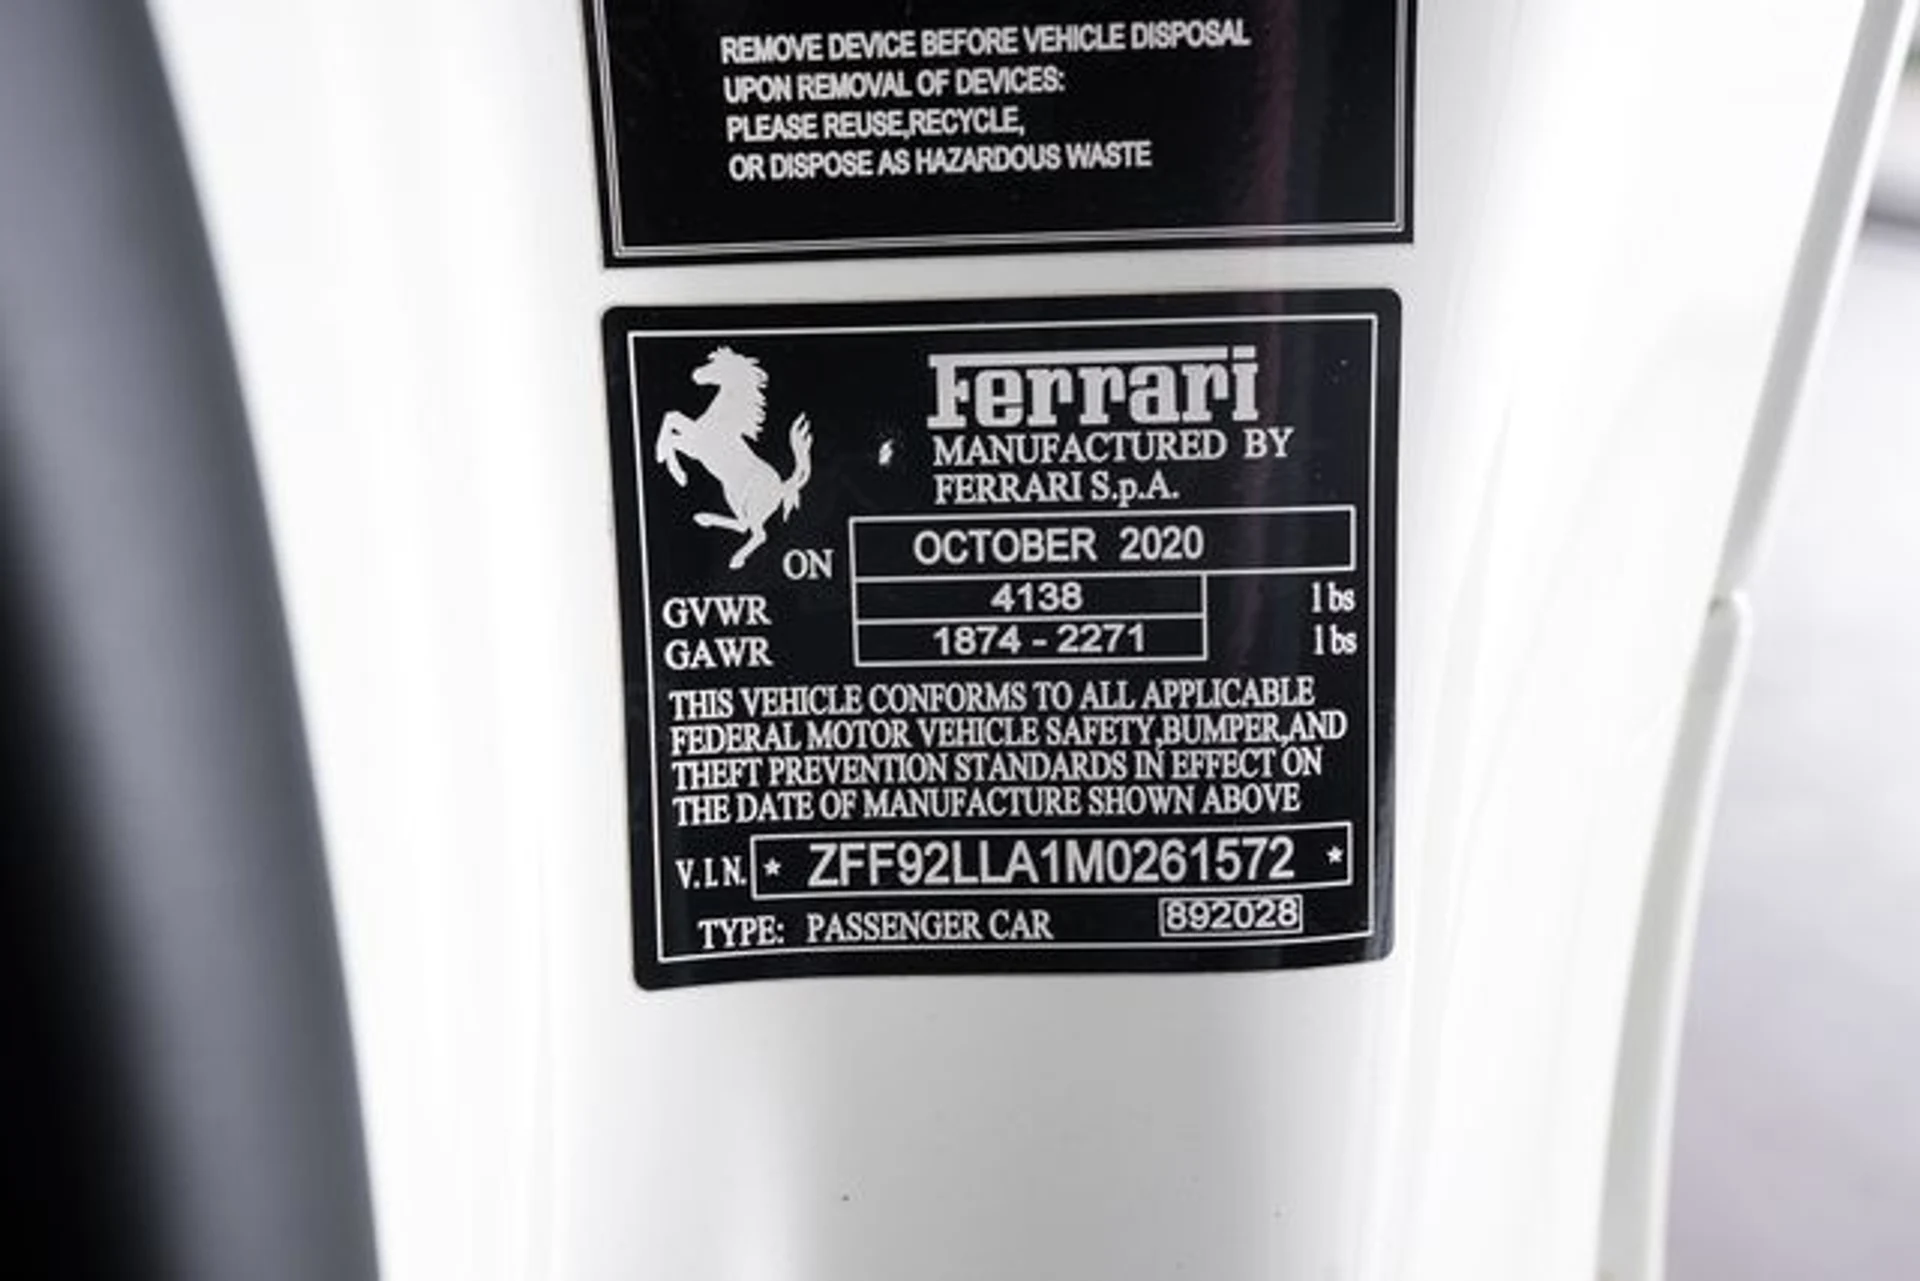 REMOVE DEVICE BEFORE VEHICLE DISPOSAL
UPON REMOVAL OF DEVICES:
PLEASE REUSE,RECYCLE,
OR DISPOSE AS HAZARDOUS WASTE
Ferrari
MANUFACTURED BY
FERRARI S.p.A.
ON OCTOBER 2020
GVWR 4138 lbs
GAWR 1874 - 2271 lbs
THIS VEHICLE CONFORMS TO ALL APPLICABLE
FEDERAL MOTOR VEHICLE SAFETY,BUMPER,AND
THEFT PREVENTION STANDARDS IN EFFECT ON
THE DATE OF MANUFACTURE SHOWN ABOVE
V.I.N. * ZFF92LLA1M0261572 *
TYPE: PASSENGER CAR 892028